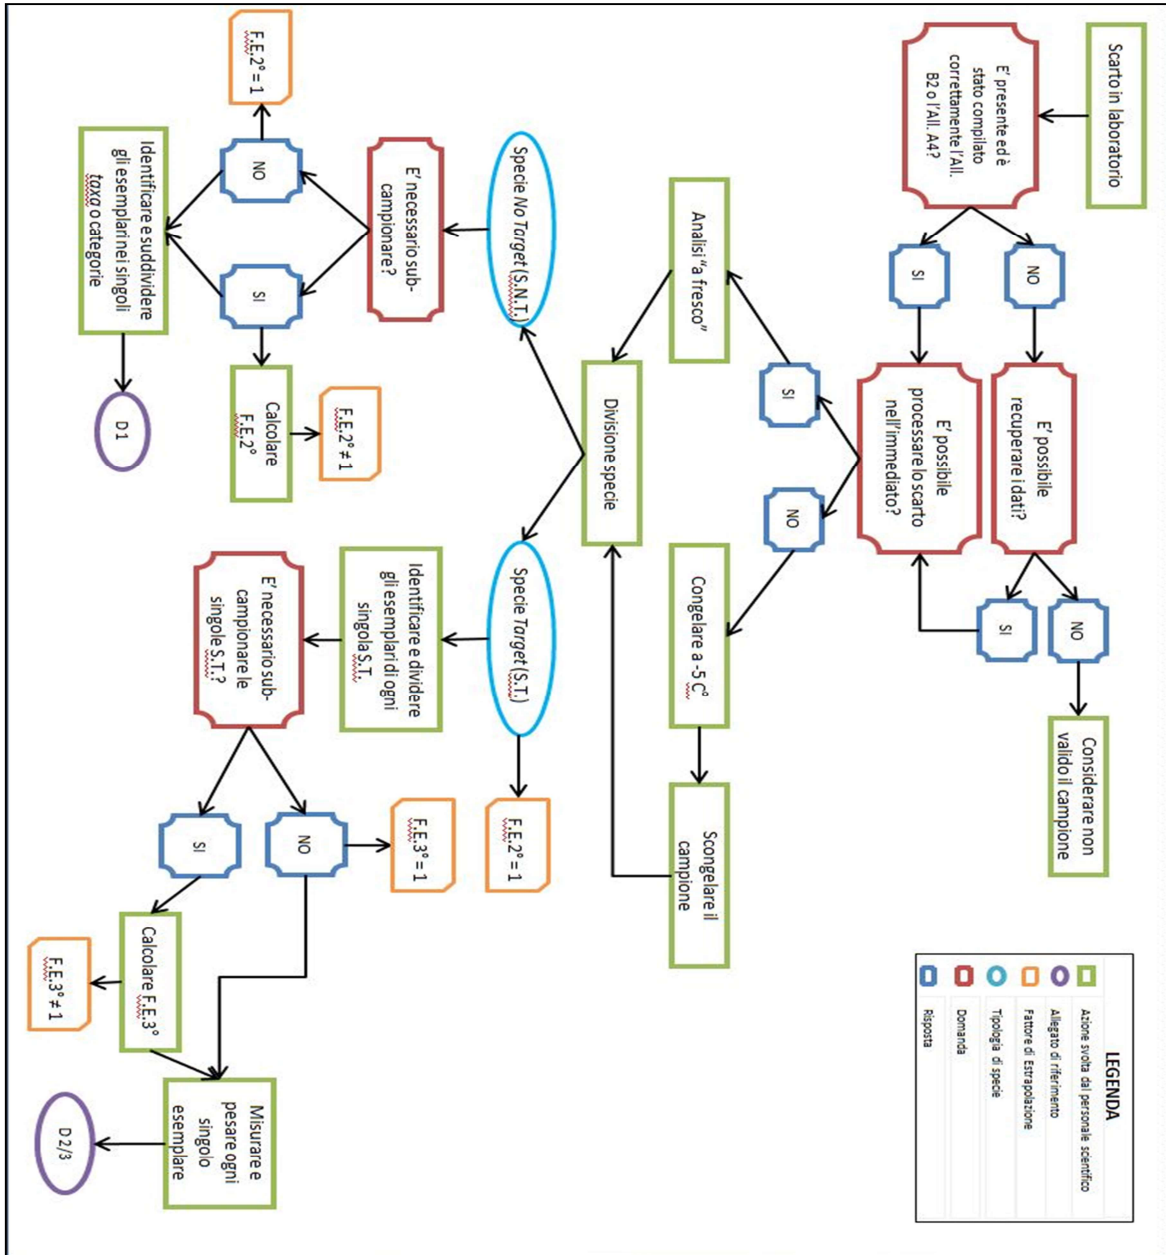 Scarto in laboratorio
E' presente ed è
stato compilato
correttamente l'All.
B2 o l'All. A4?
NO
SI
E' possibile
recuperare i dati?
NO
SI
Considerare non
valido il campione
E' possibile
processare lo scarto
nell'immediato?
SI
NO
Analisi "a fresco"
Congelare a -5 C°
Scongelare il
campione
Divisione specie
Specie No Target (S.N.T.)
Specie Target (S.T.)
F.E.2° = 1
E' necessario sub-
campionare?
NO
SI
F.E.2° = 1
Calcolare
F.E.2°
F.E.2° ≠ 1
Identificare e suddividere
gli esemplari nei singoli
taxa o categorie
D1
Identificare e dividere
gli esemplari di ogni
singola S.T.
E' necessario sub-
campionare le
singole S.T.?
NO
SI
F.E.3° = 1
Calcolare F.E.3°
F.E.3° ≠ 1
Misurare e
pesare ogni
singolo
esemplare
D 2/3
LEGENDA
Azione svolta dal personale scientifico
Allegato di riferimento
Fattore di Estrapolazione
Tipologia di specie
Domanda
Risposta